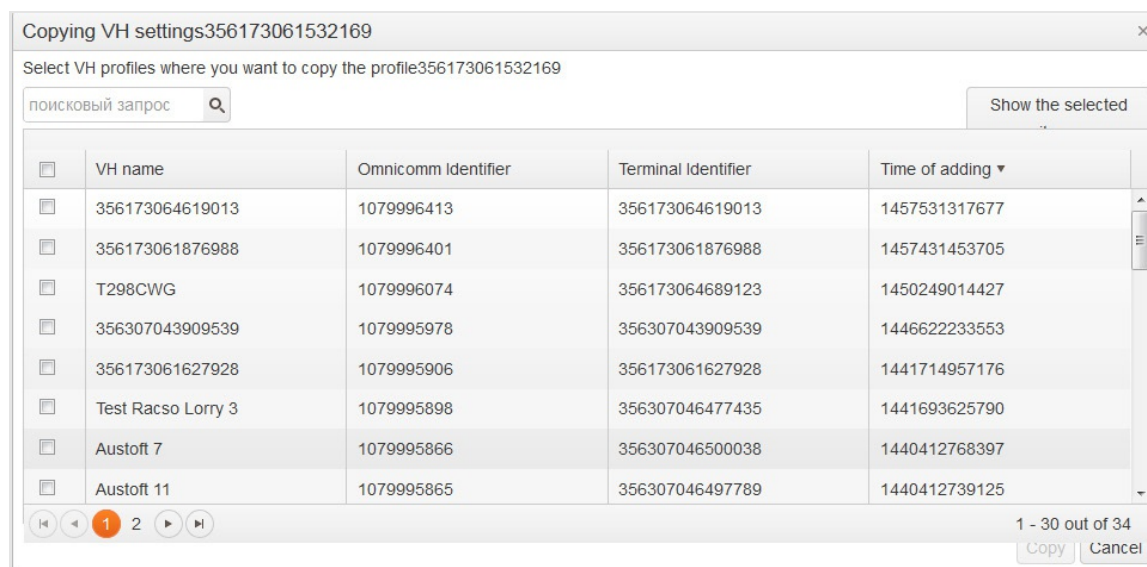 Copying VH settings356173061532169
Select VH profiles where you want to copy the profile356173061532169
поисковый запрос
Show the selected
VH name Omnicomm Identifier Terminal Identifier Time of adding
356173064619013 1079996413 356173064619013 1457531317677
356173061876988 1079996401 356173061876988 1457431453705
T298CWG 1079996074 356173064689123 1450249014427
356307043909539 1079995978 356307043909539 1446622233553
356173061627928 1079995906 356173061627928 1441714957176
Test Racso Lorry 3 1079995898 356307046477435 1441693625790
Austoft 7 1079995866 356307046500038 1440412768397
Austoft 11 1079995865 356307046497789 1440412739125
1 2 1 - 30 out of 34
Copy Cancel